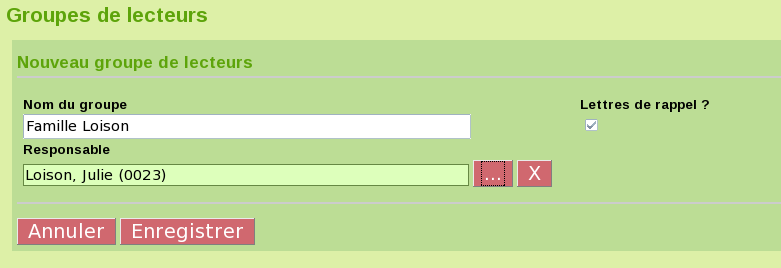 Groupes de lecteurs
Nouveau groupe de lecteurs
Nom du groupe
Lettres de rappel ?
Famille Loison
Responsable
Loison, Julie (0023)
...
X
Annuler
Enregistrer